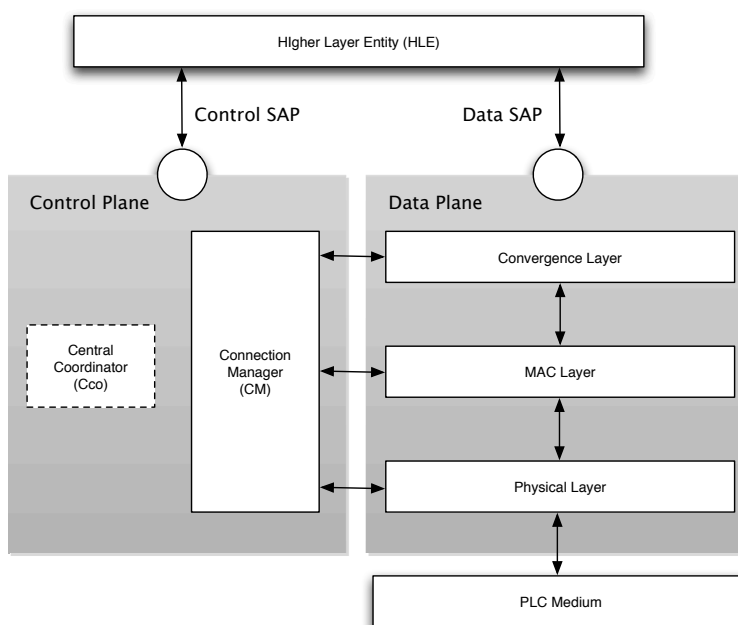 HIgher Layer Entity (HLE)
Control SAP
Data SAP
Control Plane
Data Plane
Convergence Layer
Central
Coordinator
(Cco)
Connection
Manager
(CM)
MAC Layer
Physical Layer
PLC Medium